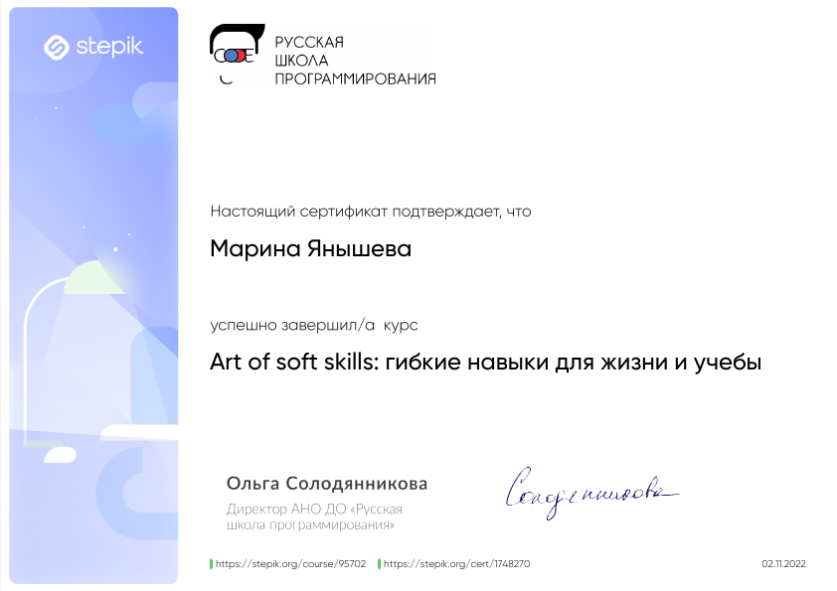 stepik
CODE
РУССКАЯ
ШКОЛА
ПРОГРАММИРОВАНИЯ
Настоящий сертификат подтверждает, что
Марина Янышева
успешно завершил/а курс
Art of soft skills: гибкие навыки для жизни и учебы
Ольга Солодянникова
Директор АНО ДО «Русская
школа программирования»
https://stepik.org/course/95702 https://stepik.org/cert/1748270
02.11.2022